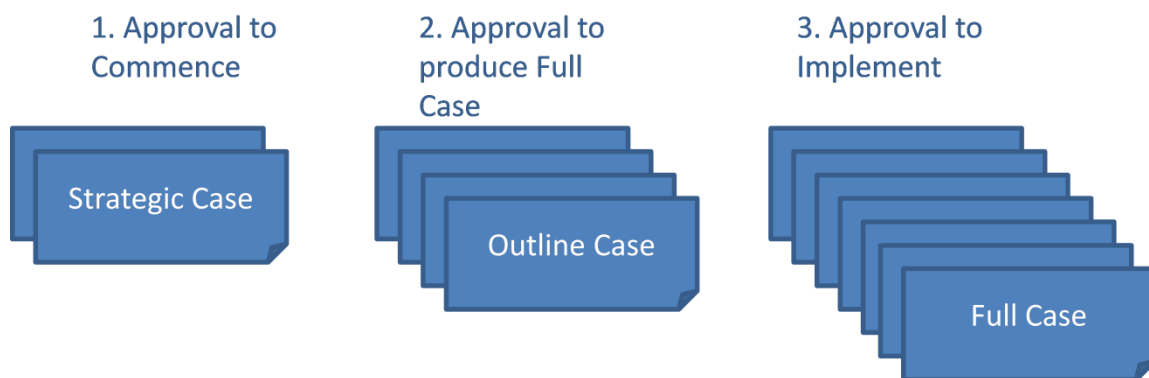 1. Approval to
Commence
2. Approval to
produce Full
Case
3. Approval to
Implement
Strategic Case
Outline Case
Full Case